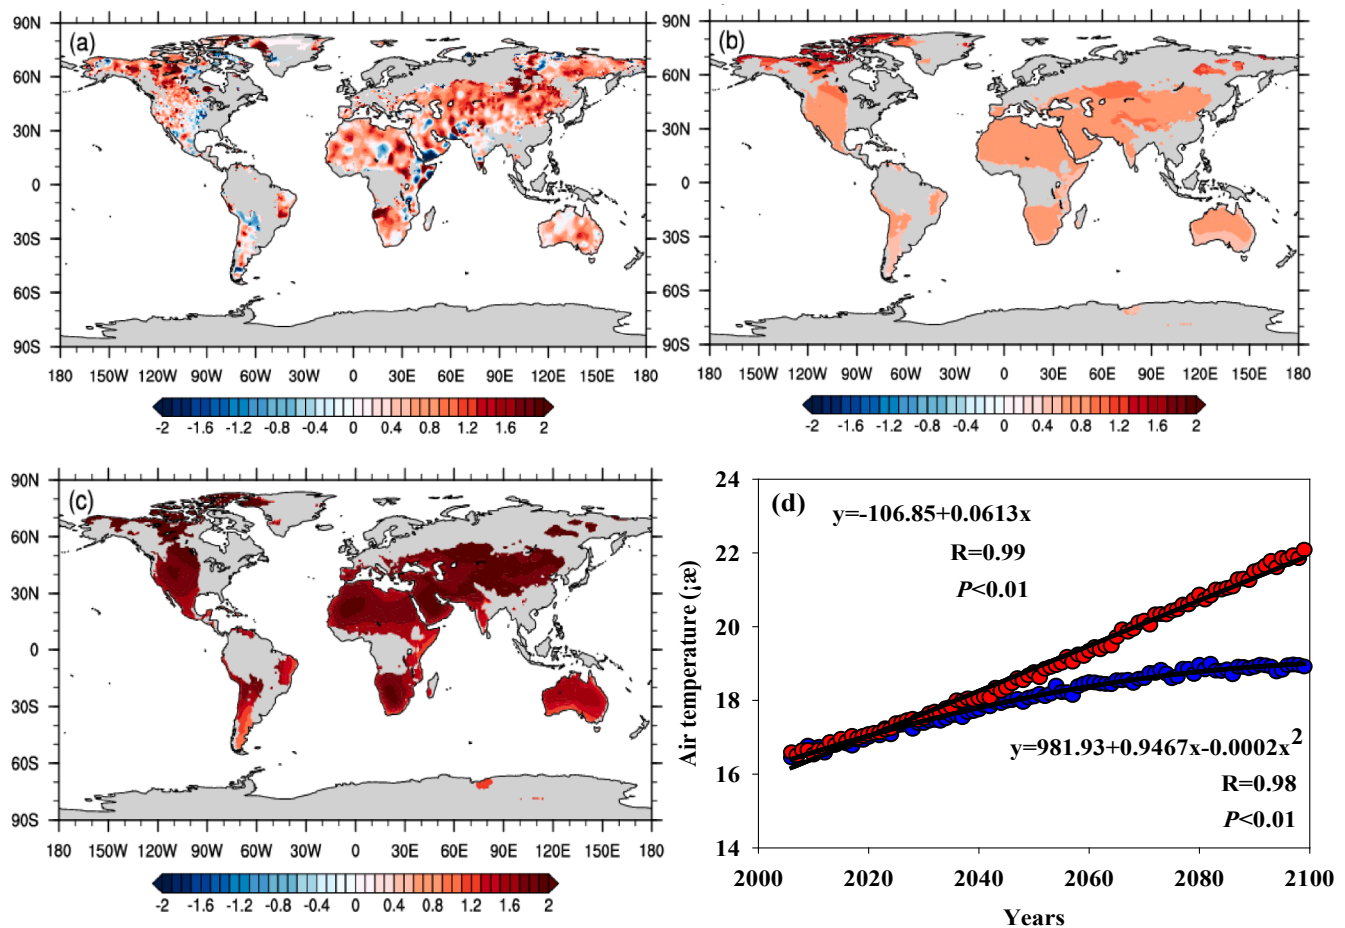 (a)
90N
60N
30N
0
30S
60S
90S
180 150W 120W 90W 60W 30W 0 30E 60E 90E 120E 150E 180
-2 -1.6 -1.2 -0.8 -0.4 0 0.4 0.8 1.2 1.6 2
(b)
90N
60N
30N
0
30S
60S
90S
180 150W 120W 90W 60W 30W 0 30E 60E 90E 120E 150E 180
-2 -1.6 -1.2 -0.8 -0.4 0 0.4 0.8 1.2 1.6 2
(c)
90N
60N
30N
0
30S
60S
90S
180 150W 120W 90W 60W 30W 0 30E 60E 90E 120E 150E 180
-2 -1.6 -1.2 -0.8 -0.4 0 0.4 0.8 1.2 1.6 2
(d)
y=-106.85+0.0613x
R=0.99
P<0.01
y=981.93+0.9467x-0.0002x2
R=0.98
P<0.01
Air temperature (¡æ)
24
22
20
18
16
14
2000 2020 2040 2060 2080 2100
Years